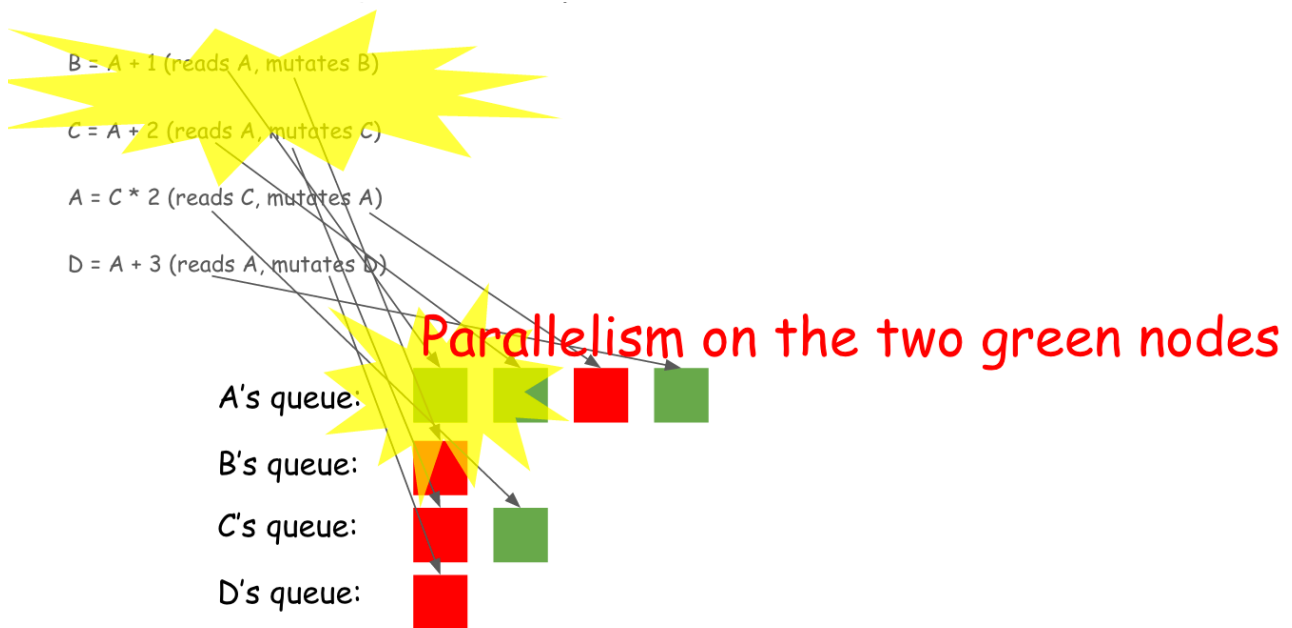 B = A + 1 (reads A, mutates B)
C = A + 2 (reads A, mutates C)
A = C * 2 (reads C, mutates A)
D = A + 3 (reads A, mutates D)
Parallelism on the two green nodes
A's queue:
B's queue:
C's queue:
D's queue: